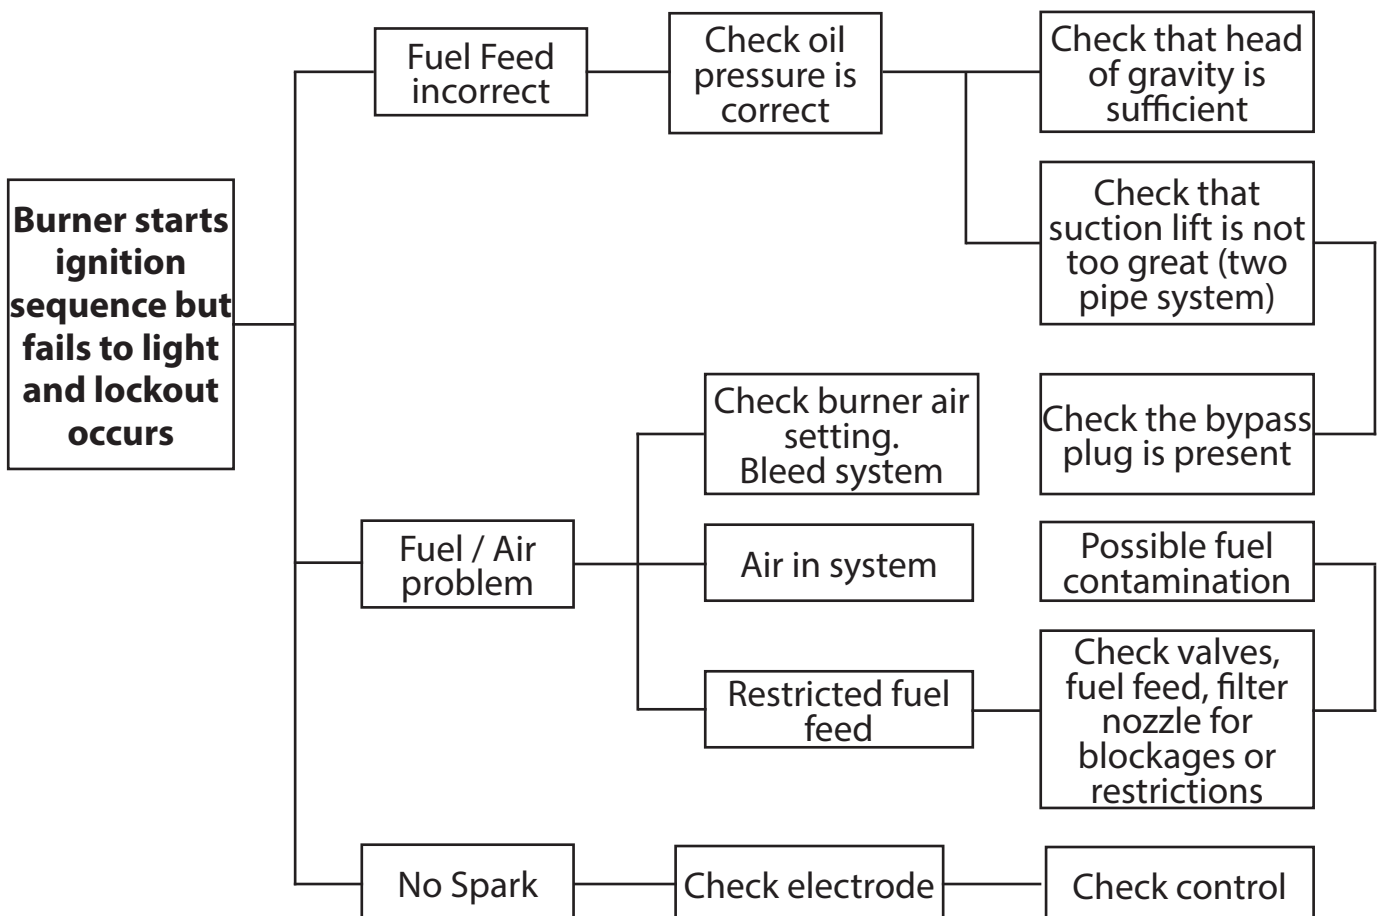 Burner starts
ignition
sequence but
fails to light
and lockout
occurs
Fuel Feed
incorrect
Check oil
pressure is
correct
Check that head
of gravity is
sufficient
Check that
suction lift is not
too great (two
pipe system)
Check the bypass
plug is present
Fuel / Air
problem
Check burner air
setting.
Bleed system
Air in system
Restricted fuel
feed
Check valves,
fuel feed, filter
nozzle for
blockages or
restrictions
Possible fuel
contamination
No Spark
Check electrode
Check control